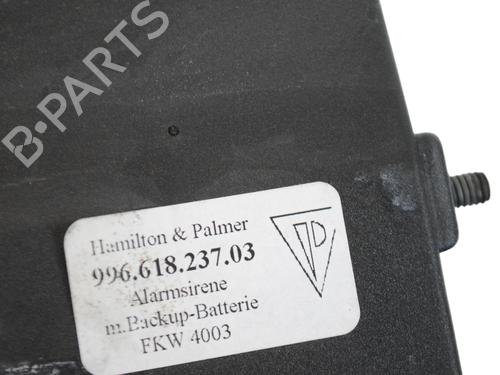 B-PARTS
Hamilton & Palmer
996.618.237.03
Alarmsirene
m.Backup-Batterie
FKW 4003